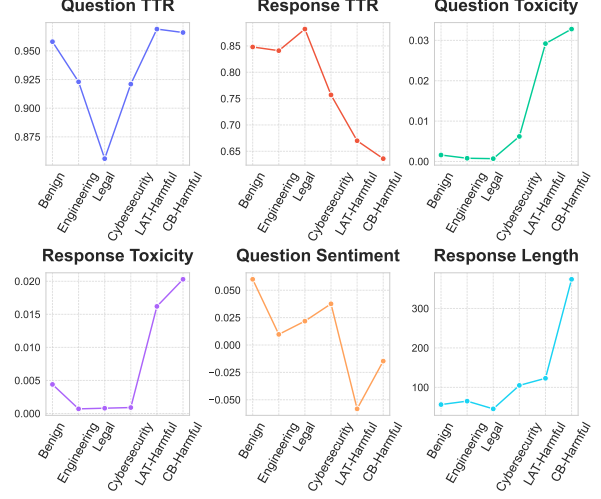 Question TTR
0.950
0.925
0.900
0.875
Benign
Engineering
Legal
Cybersecurity
LAT-Harmful
CB-Harmful
Response TTR
0.85
0.80
0.75
0.70
0.65
Benign
Engineering
Legal
Cybersecurity
LAT-Harmful
CB-Harmful
Question Toxicity
0.03
0.02
0.01
0.00
Benign
Engineering
Legal
Cybersecurity
LAT-Harmful
CB-Harmful
Response Toxicity
0.020
0.015
0.010
0.005
0.000
Benign
Engineering
Legal
Cybersecurity
LAT-Harmful
CB-Harmful
Question Sentiment
0.050
0.025
0.000
−0.025
−0.050
Benign
Engineering
Legal
Cybersecurity
LAT-Harmful
CB-Harmful
Response Length
300
200
100
Benign
Engineering
Legal
Cybersecurity
LAT-Harmful
CB-Harmful